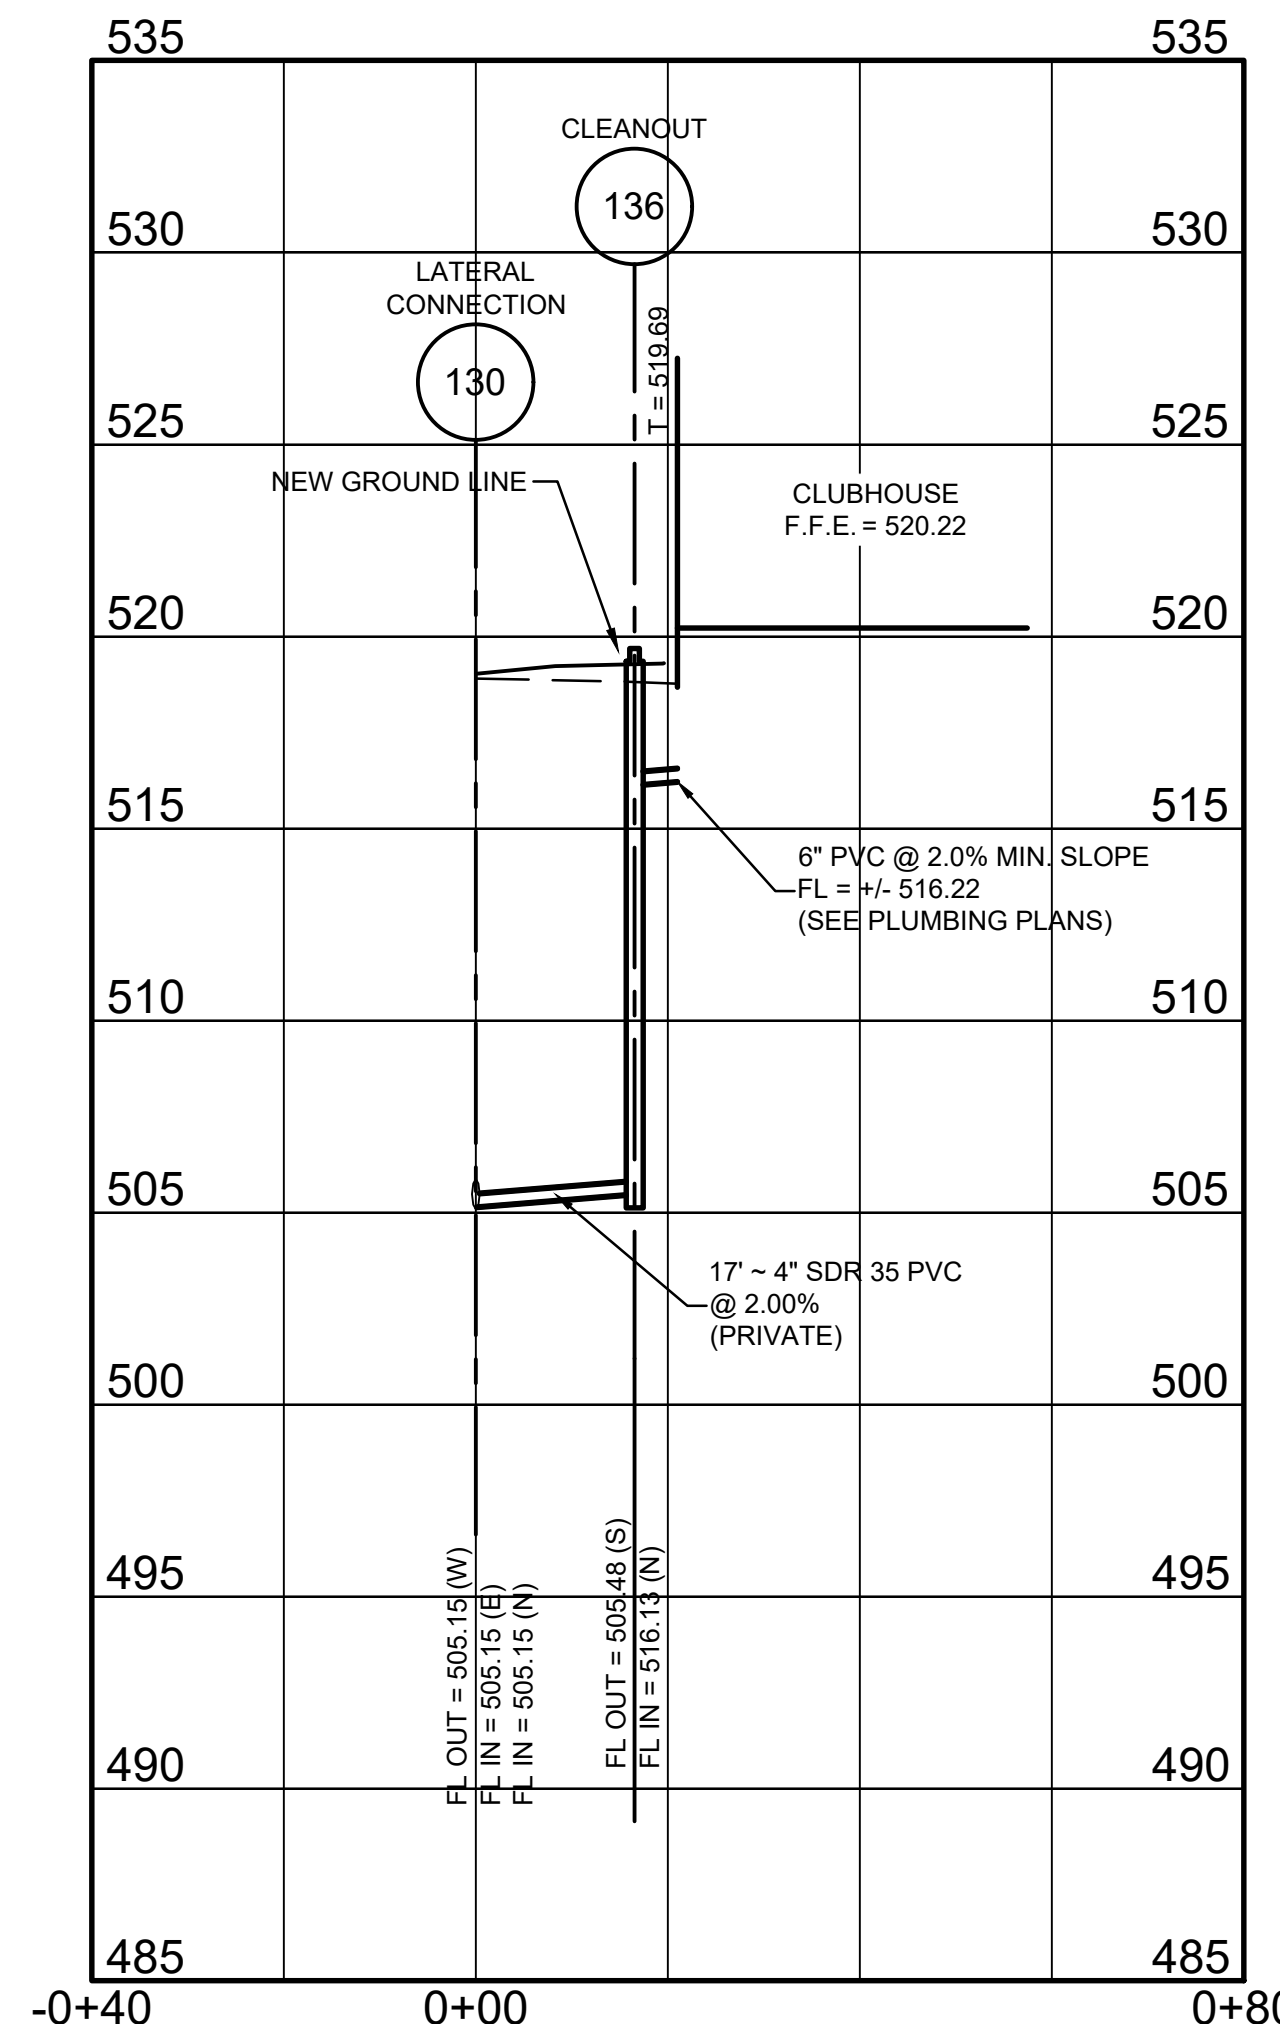 535
535
CLEANOUT
136
530
530
LATERAL
CONNECTION
130
T = 519.69
525
525
NEW GROUND LINE
CLUBHOUSE
F.F.E. = 520.22
520
520
515
515
6" PVC @ 2.0% MIN. SLOPE
FL = +/- 516.22
(SEE PLUMBING PLANS)
510
510
505
505
17' ~ 4" SDR 35 PVC
@ 2.00%
(PRIVATE)
500
500
495
495
FL OUT = 505.15 (W)
FL IN = 505.15 (E)
FL IN = 505.15 (N)
FL OUT = 505.48 (S)
FL IN = 516.13 (N)
490
490
485
485
-0+40
0+00
0+80